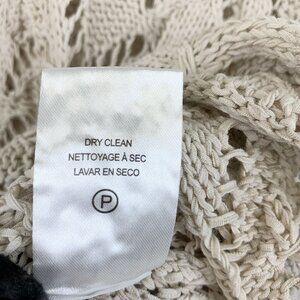 DRY CLEAN
NETTOYAGE À SEC
LAVAR EN SECO
P